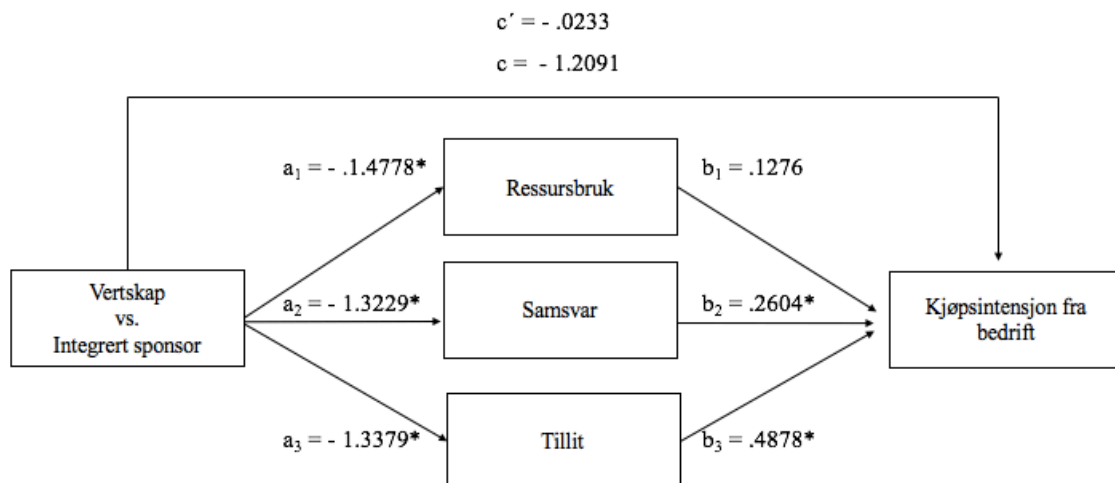 c´ = - .0233
c = - 1.2091
a₁ = - .1.4778*
Ressursbruk
b₁ = .1276
Vertskap
vs.
Integrert sponsor
a₂ = - 1.3229*
Samsvar
b₂ = .2604*
Kjøpsintensjon fra
bedrift
a₃ = - 1.3379*
Tillit
b₃ = .4878*